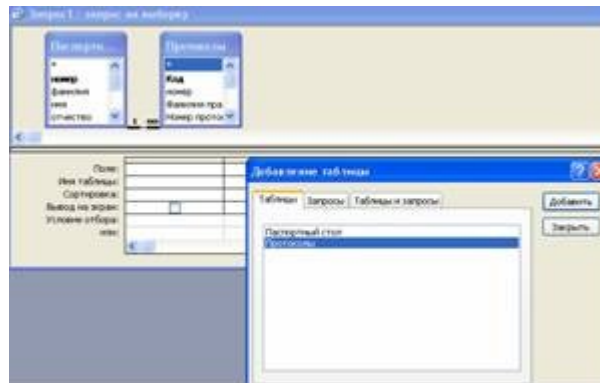 Запрос1 : запрос на выборку
Паспортн...
*
номер
фамилия
имя
отчество
Протоколы
*
Код
номер
Фамилия пра
Номер проток
Поле:
Имя таблицы:
Сортировка:
Вывод на экран:
Условие отбора:
или:
Добавление таблицы
Таблицы
Запросы
Таблицы и запросы
Паспортный стол
Протоколы
Добавить
Закрыть